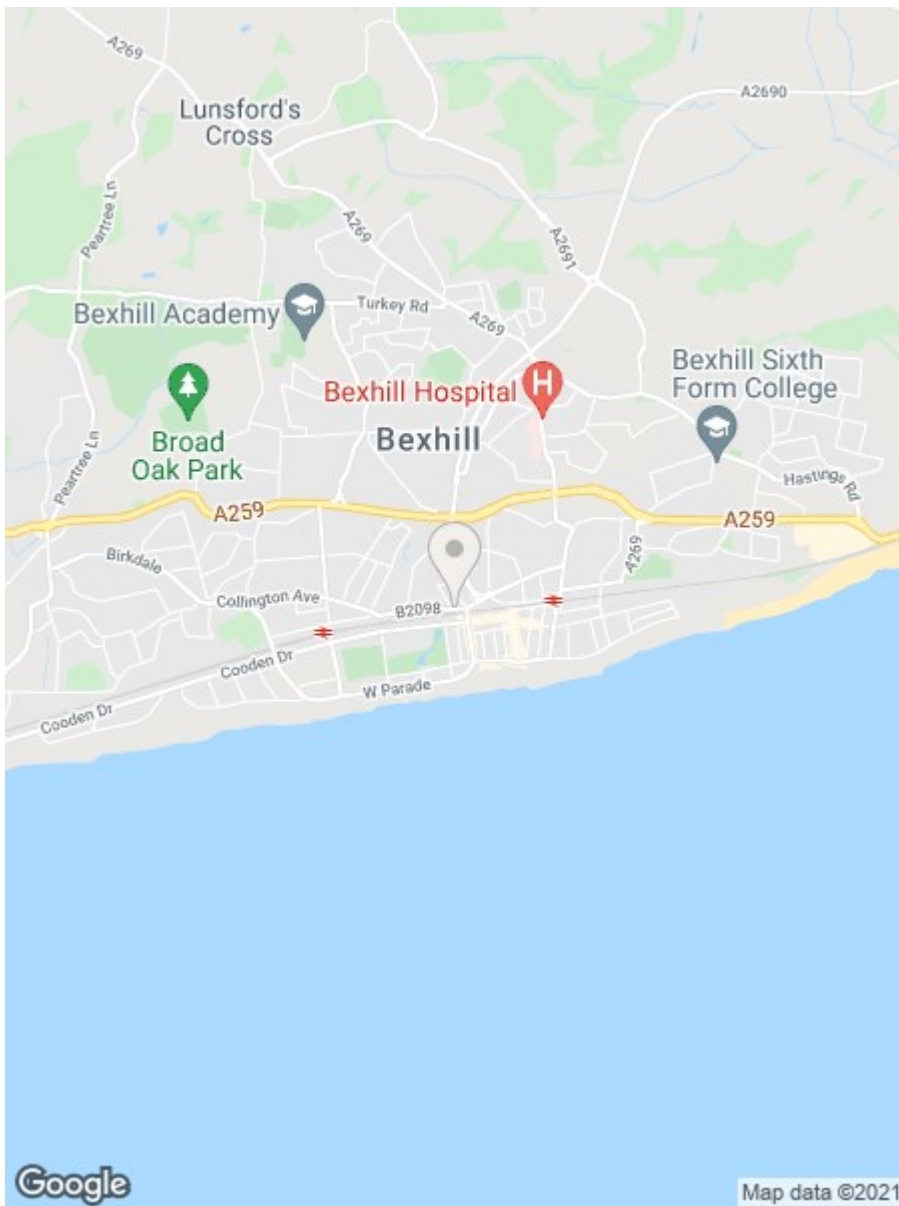 A269
A2690
Lunsford's
Cross
Peartree Ln
A269
A2691
Turkey Rd
Bexhill Academy
A269
Bexhill Sixth
Form College
Bexhill Hospital
H
Broad
Oak Park
Bexhill
Peartree Ln
Hastings Rd
A259
A259
Birkdale
A269
Collington Ave
B2098
Cooden Dr
W Parade
Cooden Dr
Google
Map data ©2021